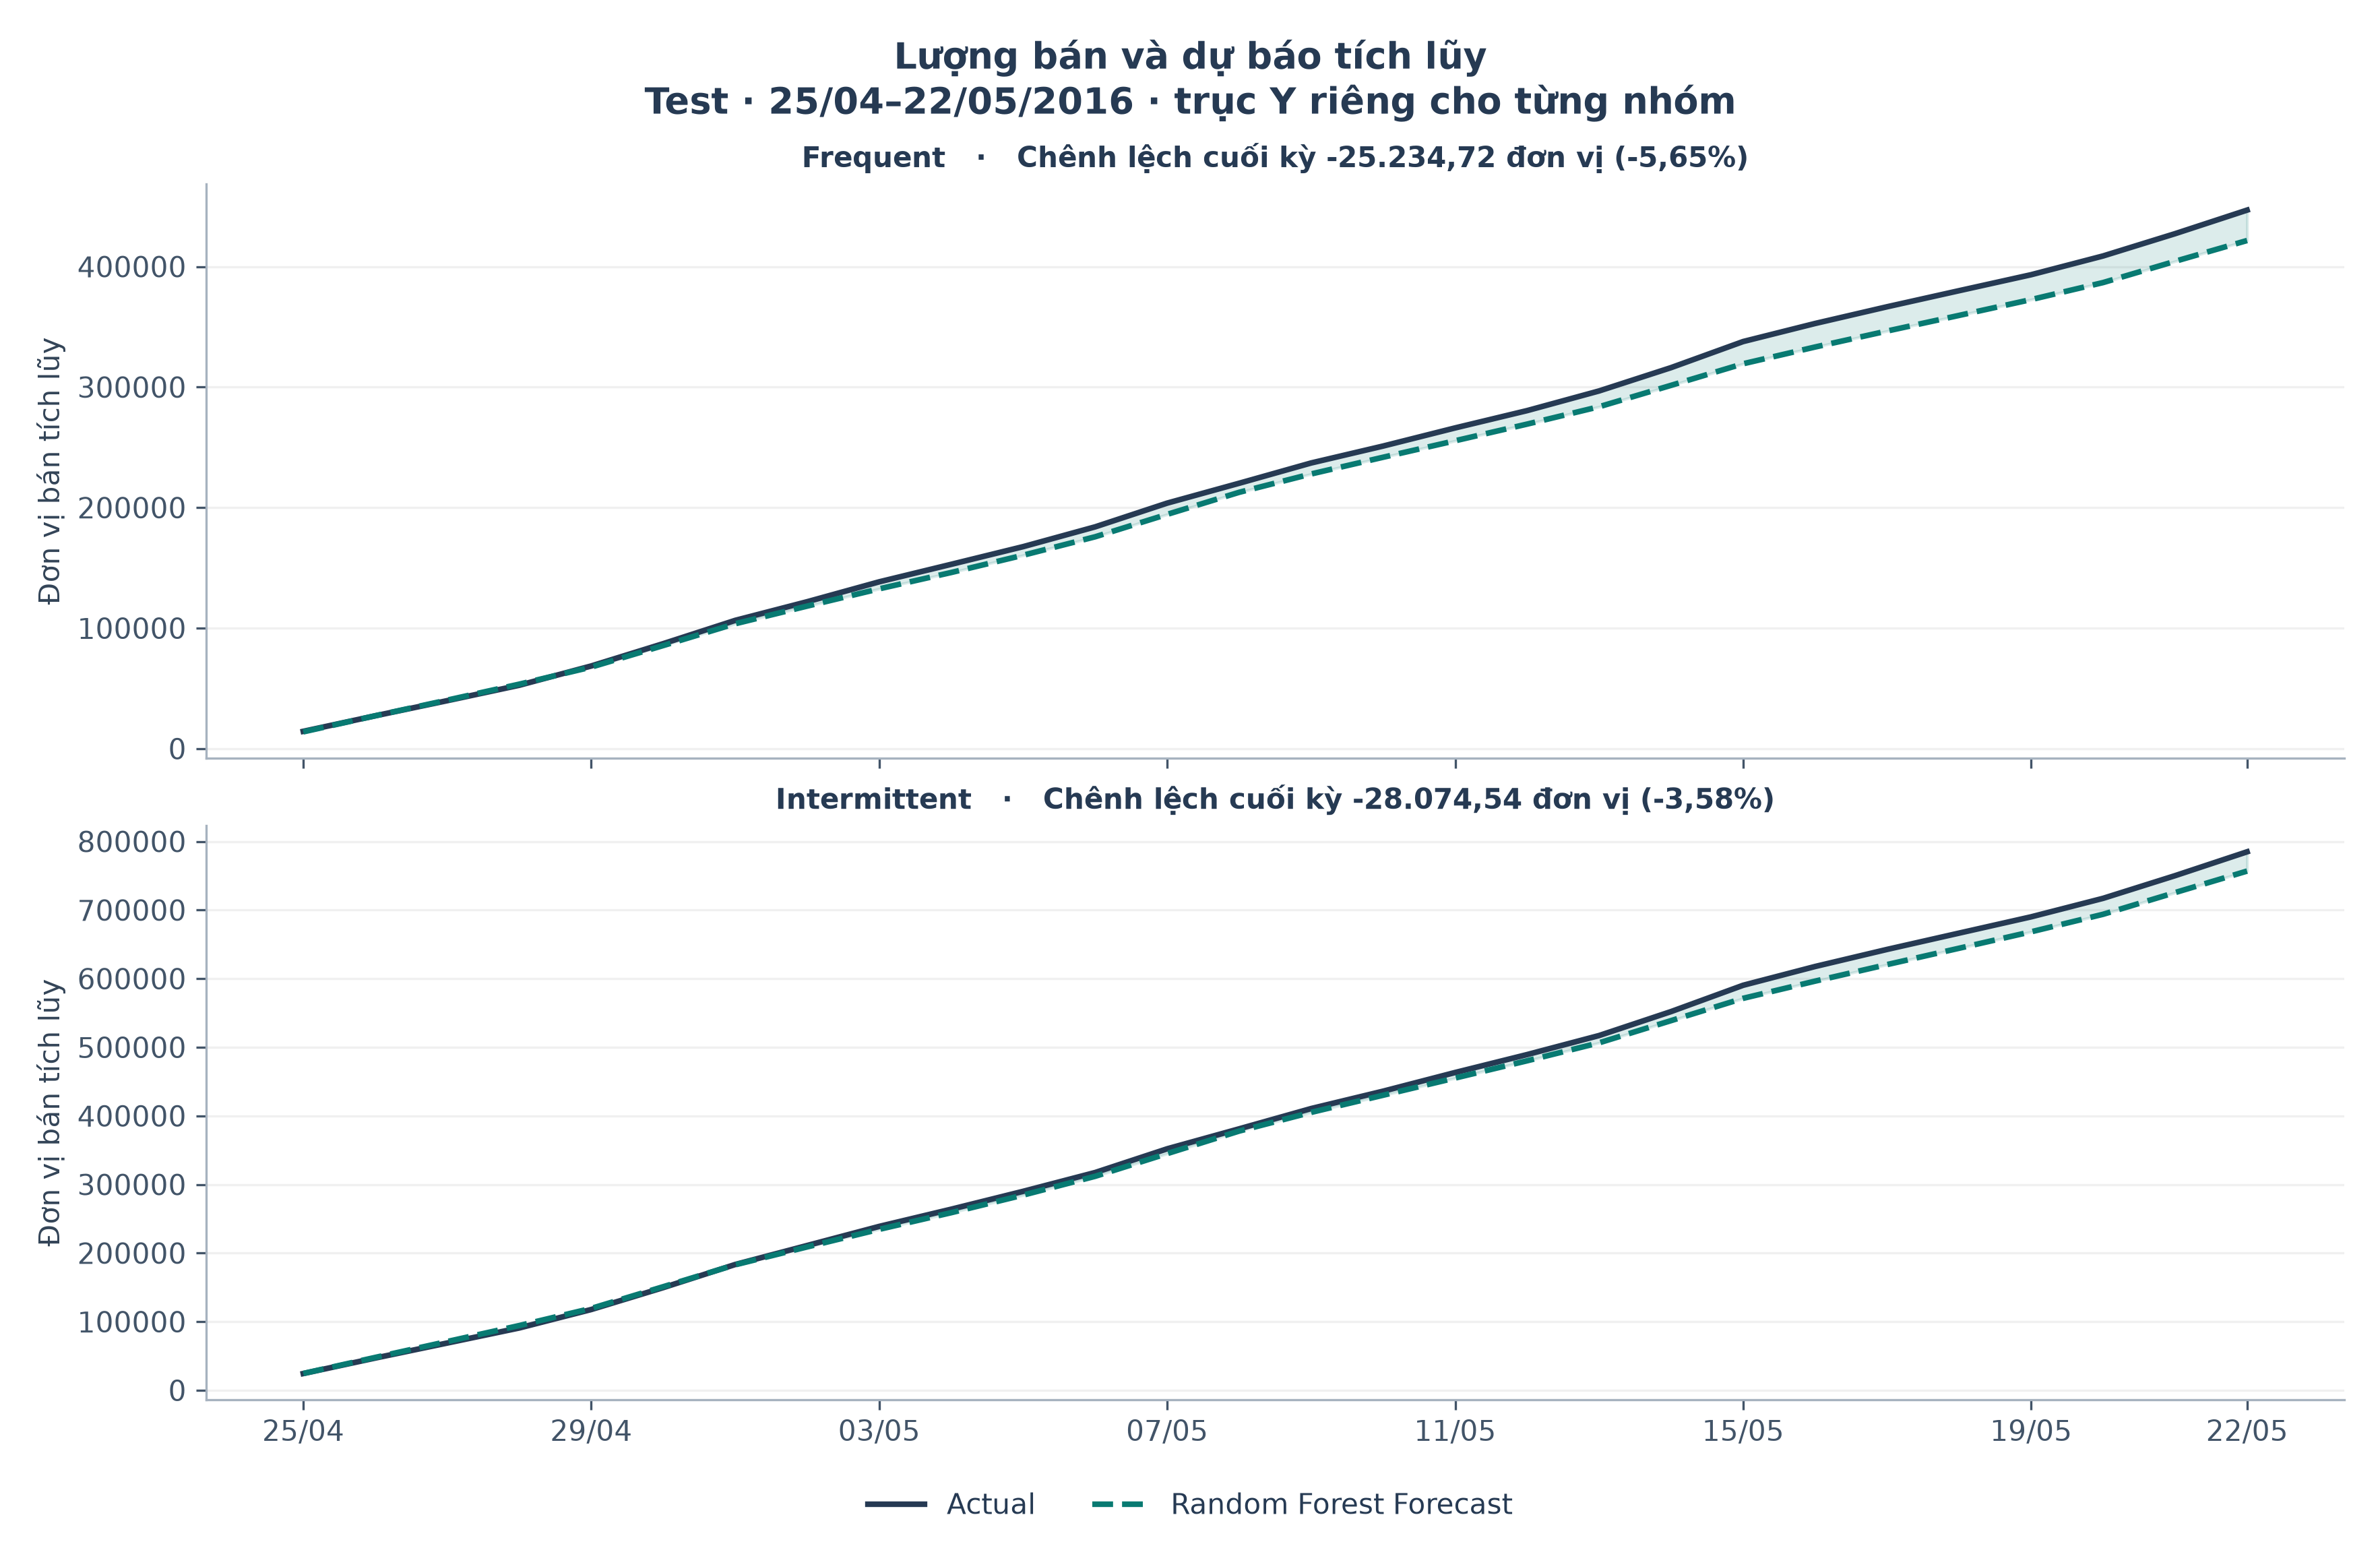 Lượng bán và dự báo tích lũy
Test · 25/04–22/05/2016 · trục Y riêng cho từng nhóm
Frequent · Chênh lệch cuối kỳ -25.234,72 đơn vị (-5,65%)
Đơn vị bán tích lũy
400000
300000
200000
100000
0
Intermittent · Chênh lệch cuối kỳ -28.074,54 đơn vị (-3,58%)
Đơn vị bán tích lũy
800000
700000
600000
500000
400000
300000
200000
100000
0
25/04 29/04 03/05 07/05 11/05 15/05 19/05 22/05
Actual Random Forest Forecast